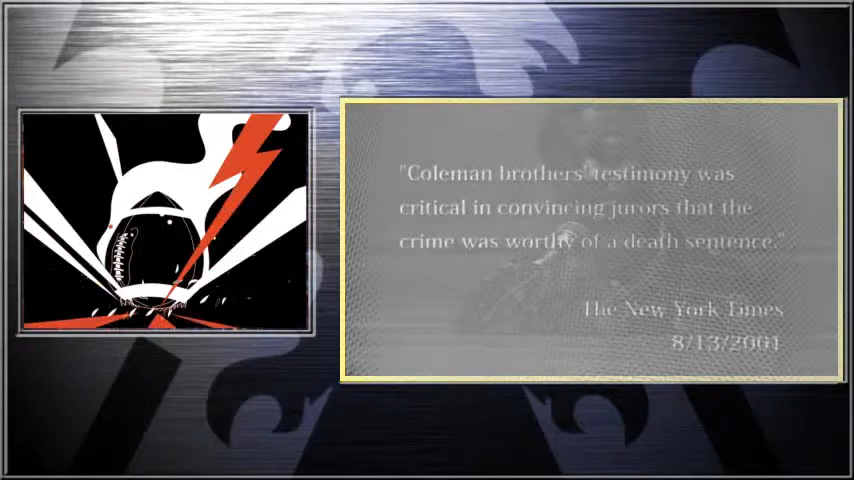 "Coleman brothers' testimony was
critical in convincing jurors that the
crime was worthy of a death sentence."
The New York Times
8/13/2001